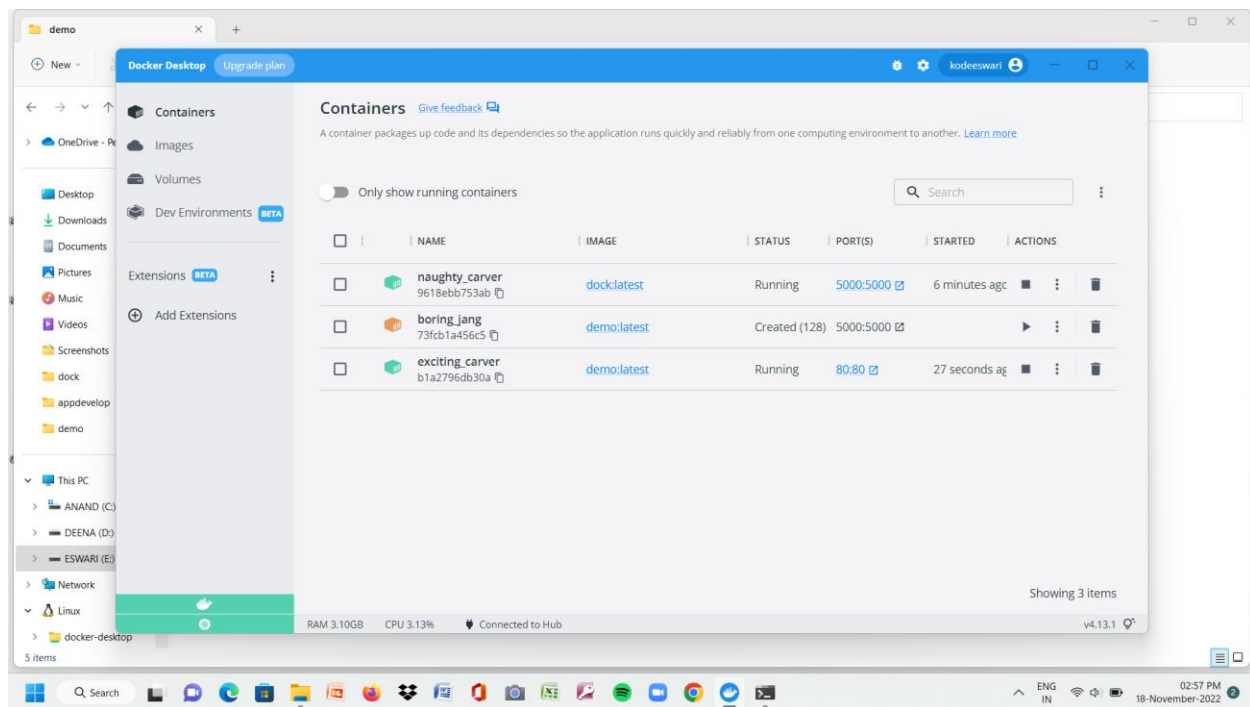 demo
New
Docker Desktop Upgrade plan
kodeeswari
Containers
Images
Volumes
Dev Environments BETA
Extensions BETA
Add Extensions
Containers Give feedback
A container packages up code and its dependencies so the application runs quickly and reliably from one computing environment to another. Learn more
Only show running containers
Search
NAME IMAGE STATUS PORT(S) STARTED ACTIONS
naughty_carver dock:latest Running 5000:5000 6 minutes agc
9618ebb753ab
boring_jang demo:latest Created (128) 5000:5000
73fcb1a456c5
exciting_carver demo:latest Running 80:80 27 seconds ag
b1a2796db30a
Showing 3 items
RAM 3.10GB CPU 3.13% Connected to Hub v4.13.1
OneDrive - Pe
Desktop
Downloads
Documents
Pictures
Music
Videos
Screenshots
dock
appdevelop
demo
This PC
ANAND (C:)
DEENA (D:)
ESWARI (E:)
Network
Linux
docker-desktop
5 items
Search
ENG
IN
02:57 PM
18-November-2022
2